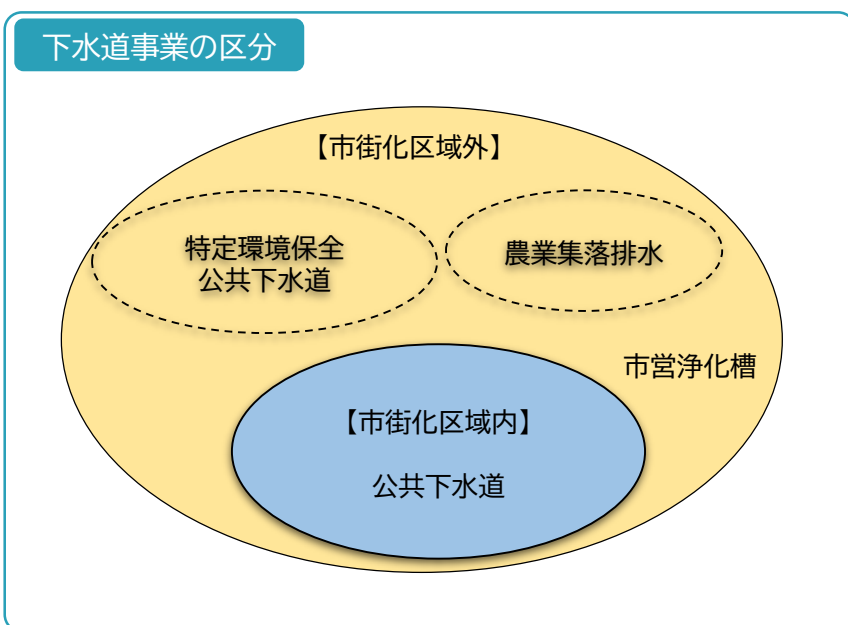 下水道事業の区分
【市街化区域外】
特定環境保全
公共下水道
農業集落排水
市営浄化槽
【市街化区域内】
公共下水道